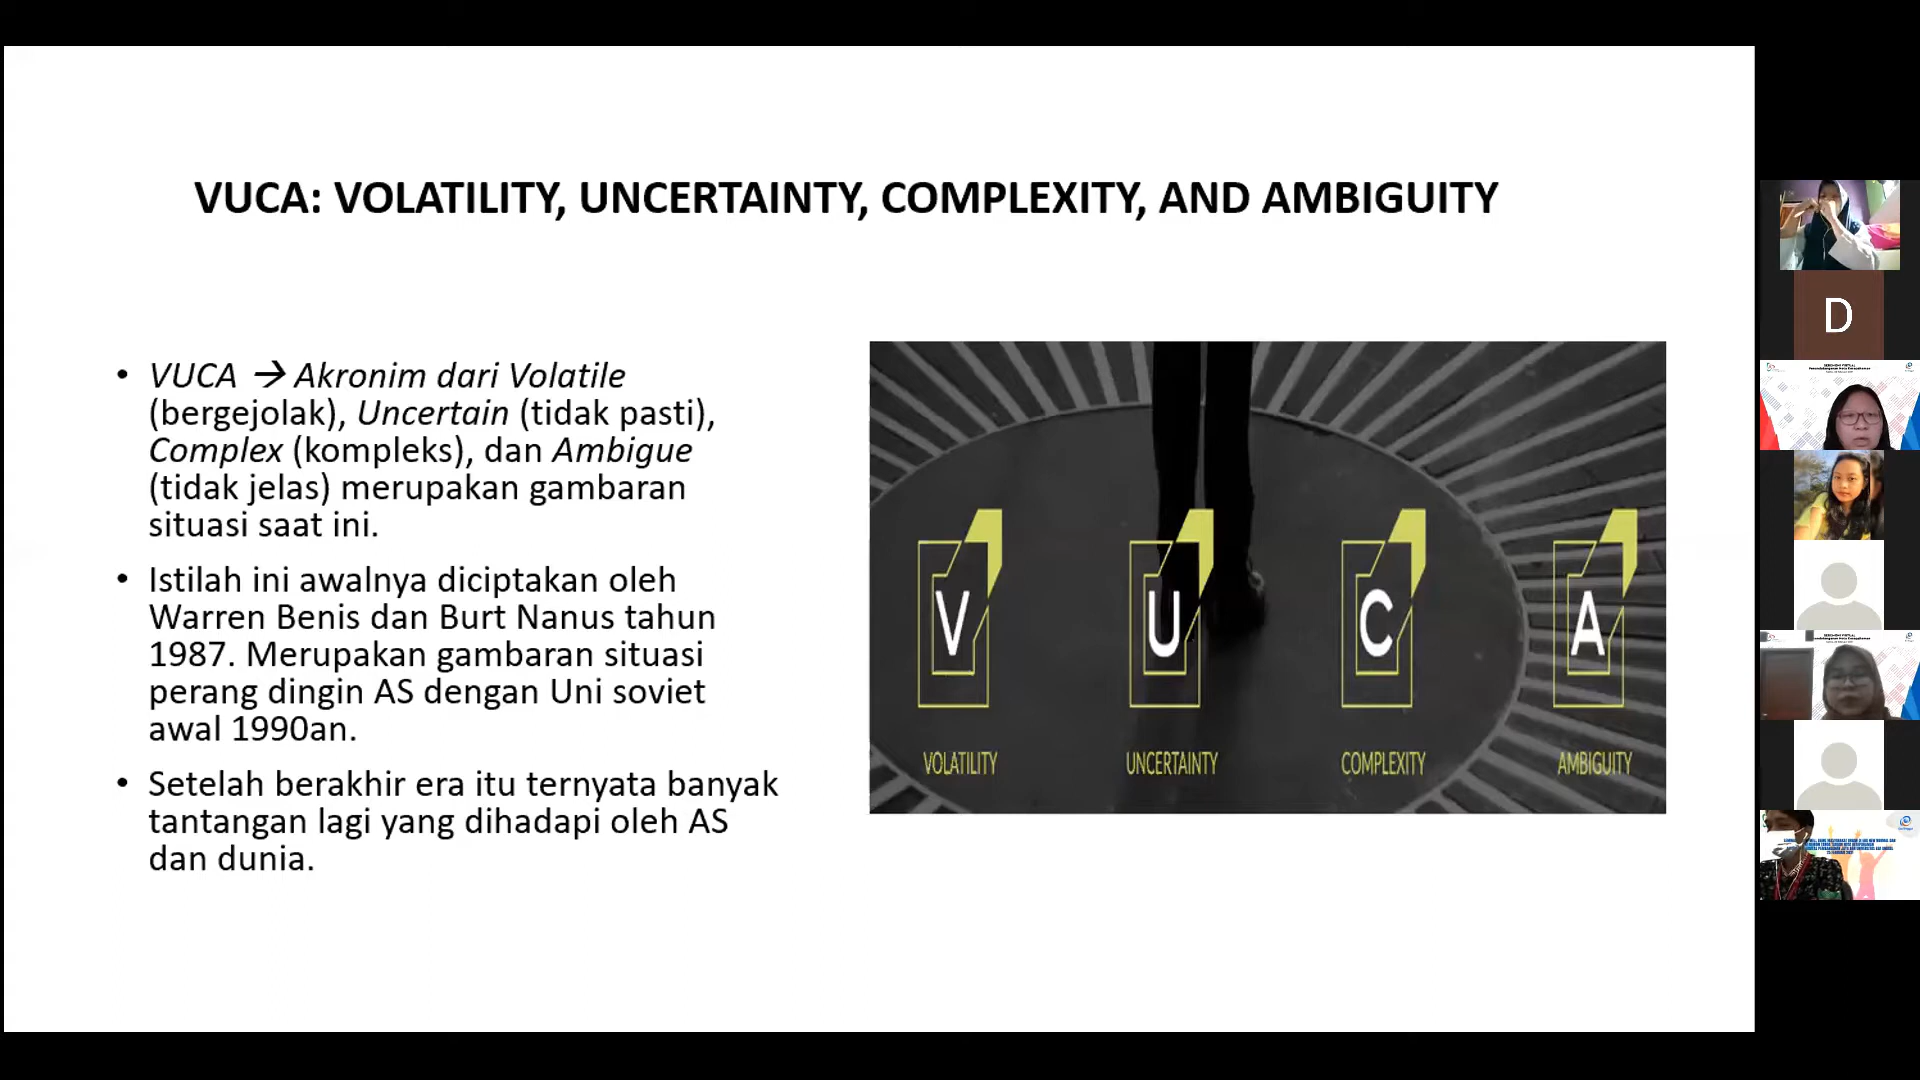 VUCA: VOLATILITY, UNCERTAINTY, COMPLEXITY, AND AMBIGUITY
• VUCA → Akronim dari Volatile
(bergejolak), Uncertain (tidak pasti),
Complex (kompleks), dan Ambigue
(tidak jelas) merupakan gambaran
situasi saat ini.
• Istilah ini awalnya diciptakan oleh
Warren Benis dan Burt Nanus tahun
1987. Merupakan gambaran situasi
perang dingin AS dengan Uni soviet
awal 1990an.
• Setelah berakhir era itu ternyata banyak
tantangan lagi yang dihadapi oleh AS
dan dunia.
V U C A
VOLATILITY UNCERTAINTY COMPLEXITY AMBIGUITY
D